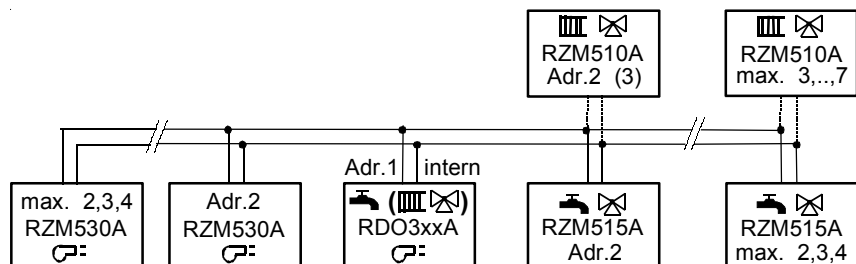 RZM510A
Adr.2 (3)
RZM510A
max. 3,..,7
Adr.1 intern
max. 2,3,4
RZM530A
Adr.2
RZM530A
( )
RDO3xxA
RZM515A
Adr.2
RZM515A
max. 2,3,4